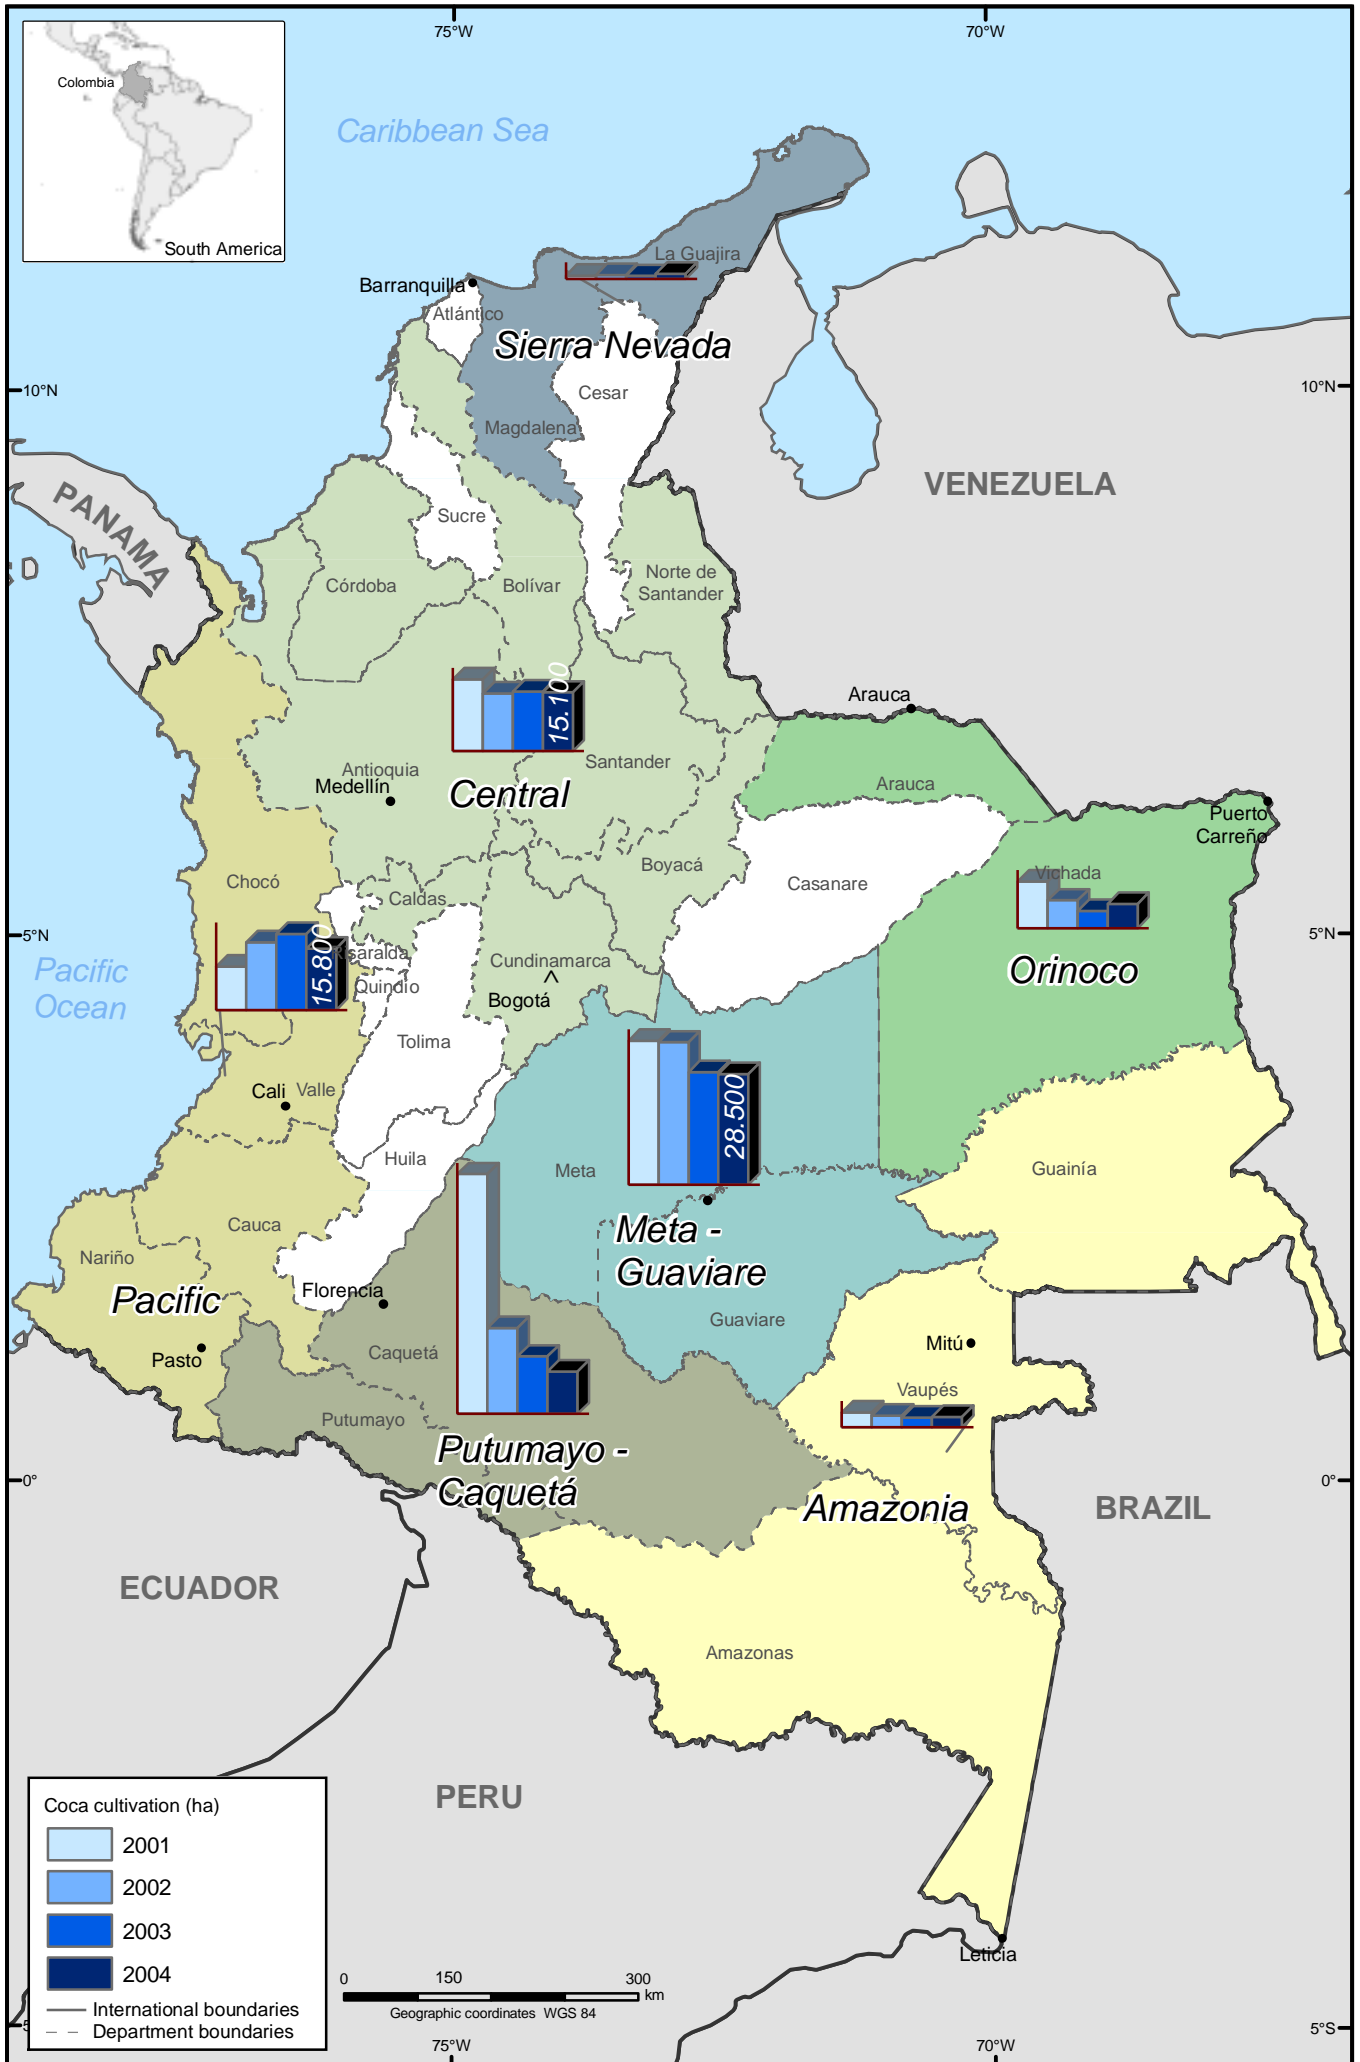 75°W
70°W
Colombia
South America
Caribbean Sea
La Guajira
Barranquilla
Atlántico
Sierra Nevada
10°N
10°N
Cesar
Magdalena
VENEZUELA
PANAMA
Sucre
Córdoba
Bolívar
Norte de
Santander
Arauca
15.100
Santander
Antioquia
Medellín
Central
Arauca
Puerto
Carreño
Boyacá
Vichada
Chocó
Caldas
Casanare
5°N
5°N
15.800
Risaralda
Cundinamarca
Pacific
Ocean
Quindío
Bogotá
Orinoco
Tolima
Cali
Valle
28.500
Huila
Meta
Guainía
Cauca
Meta -
Guaviare
Nariño
Pacific
Florencia
Guaviare
Pasto
Caquetá
Mitú
Vaupés
Putumayo
Putumayo -
Caquetá
0°
0°
Amazonia
BRAZIL
ECUADOR
Amazonas
PERU
Coca cultivation (ha)
2001
2002
2003
2004
International boundaries
Department boundaries
0 150 300
km
Geographic coordinates WGS 84
Leticia
5°S
5°S
75°W
70°W